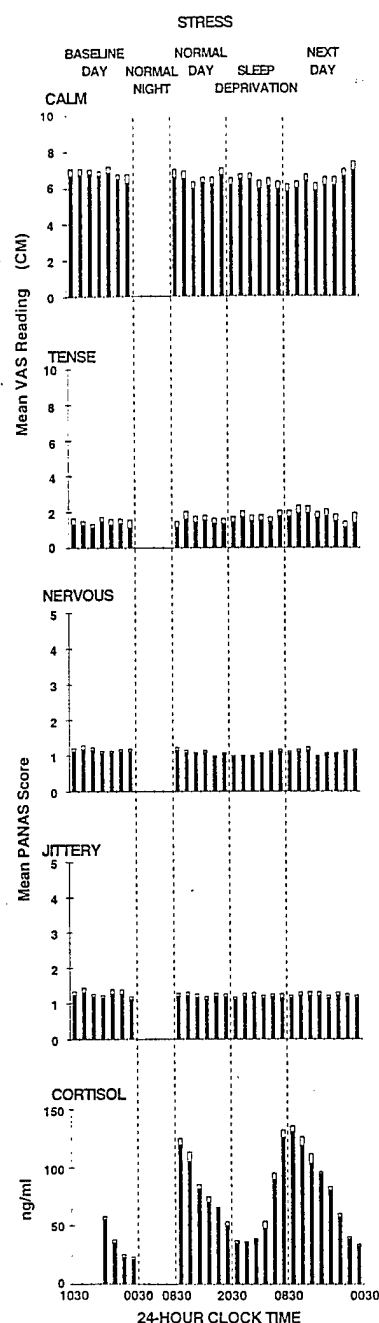 STRESS
BASELINE DAY
NORMAL NIGHT
NORMAL DAY
SLEEP DEPRIVATION
NEXT DAY
CALM
10
8
6
4
2
0
Mean VAS Reading (CM)
TENSE
10
8
6
4
2
0
NERVOUS
5
4
3
2
1
0
Mean PANAS Score
JITTERY
5
4
3
2
1
0
CORTISOL
150
100
50
0
ng/ml
1030 0030 0830 2030 0830 0030
24-HOUR CLOCK TIME